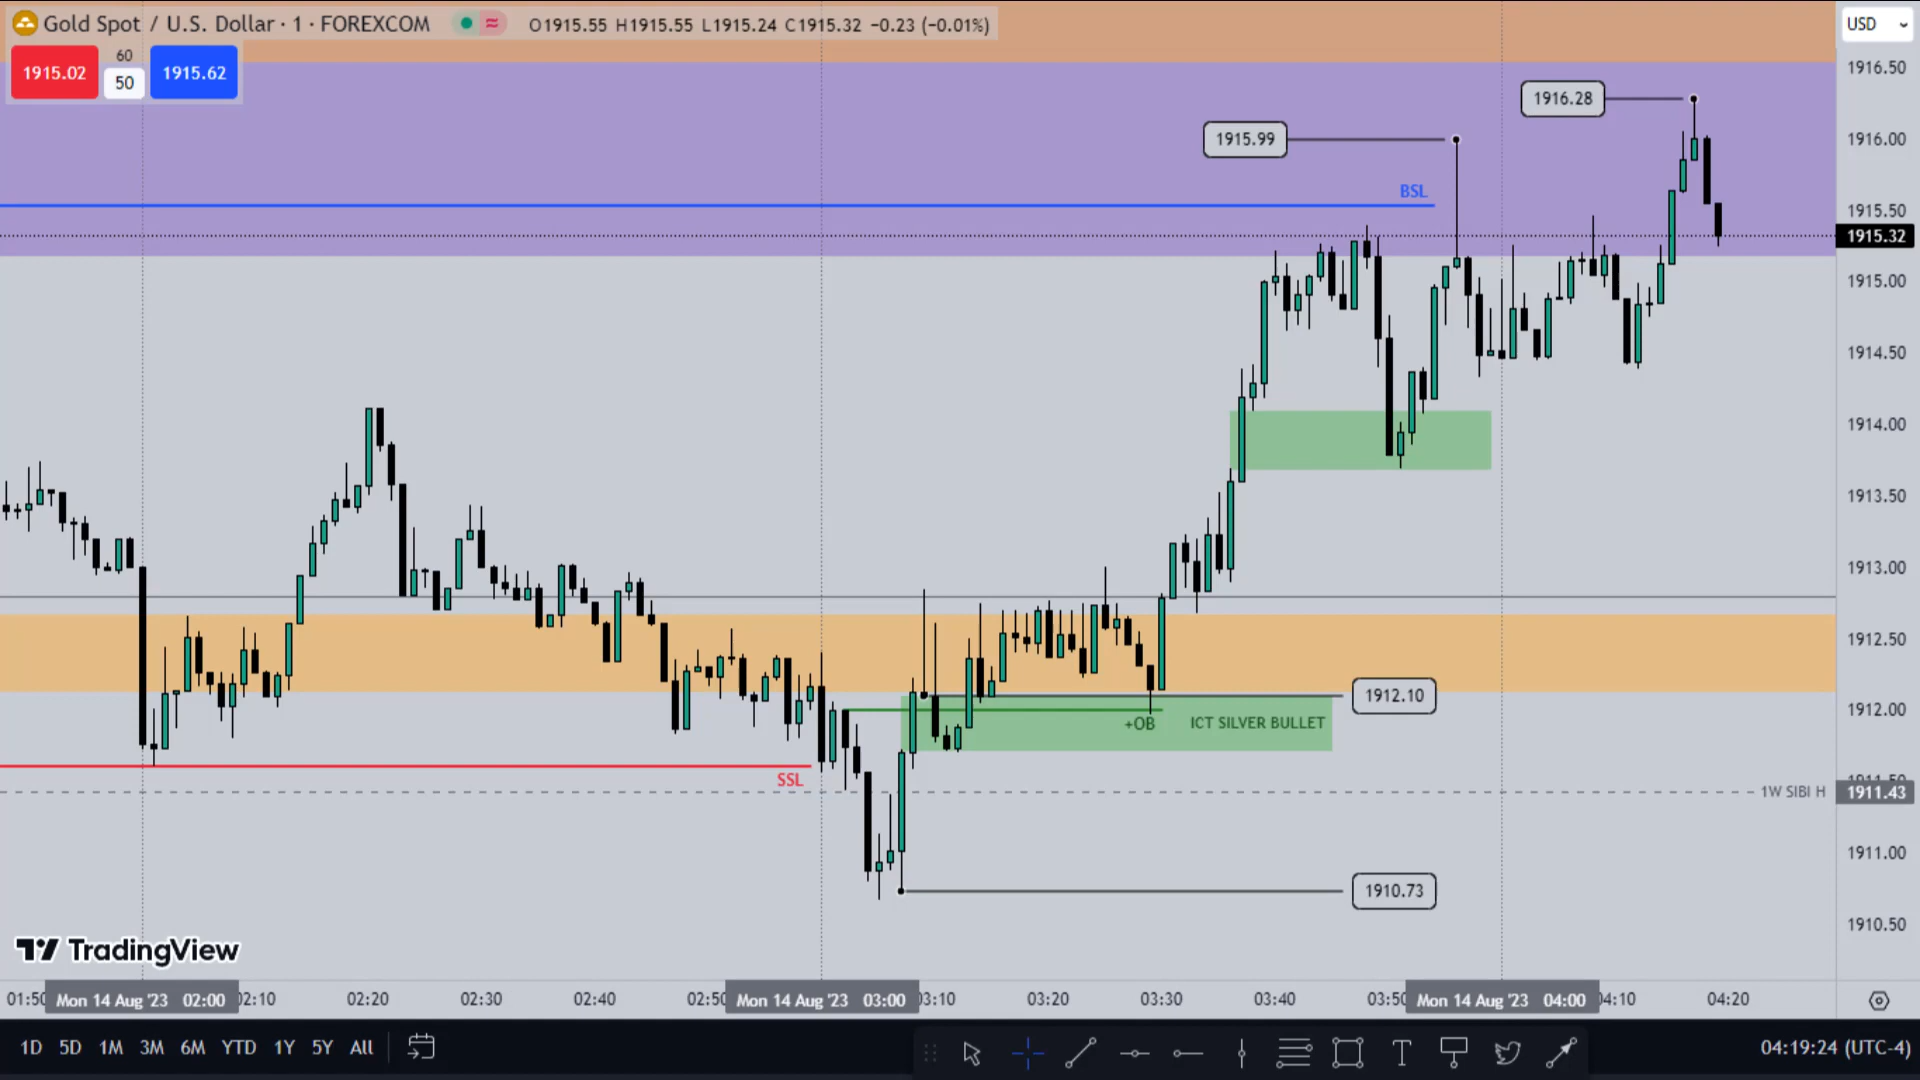 Gold Spot / U.S. Dollar · 1 · FOREXCOM O1915.55 H1915.55 L1915.24 C1915.32 −0.23 (−0.01%)
USD
1915.02
60
50
1915.62
1916.50
1916.28
1915.99
1916.00
BSL
1915.50
1915.32
1915.00
1914.50
1914.00
1913.50
1913.00
1912.50
1912.10
1912.00
+OB
ICT SILVER BULLET
SSL
1911.50
1W SIBI H
1911.43
1911.00
1910.73
1910.50
TradingView
01:50 Mon 14 Aug '23 02:00 02:10 02:20 02:30 02:40 02:50 Mon 14 Aug '23 03:00 03:10 03:20 03:30 03:40 03:50 Mon 14 Aug '23 04:00 04:10 04:20
1D 5D 1M 3M 6M YTD 1Y 5Y All
04:19:24 (UTC-4)